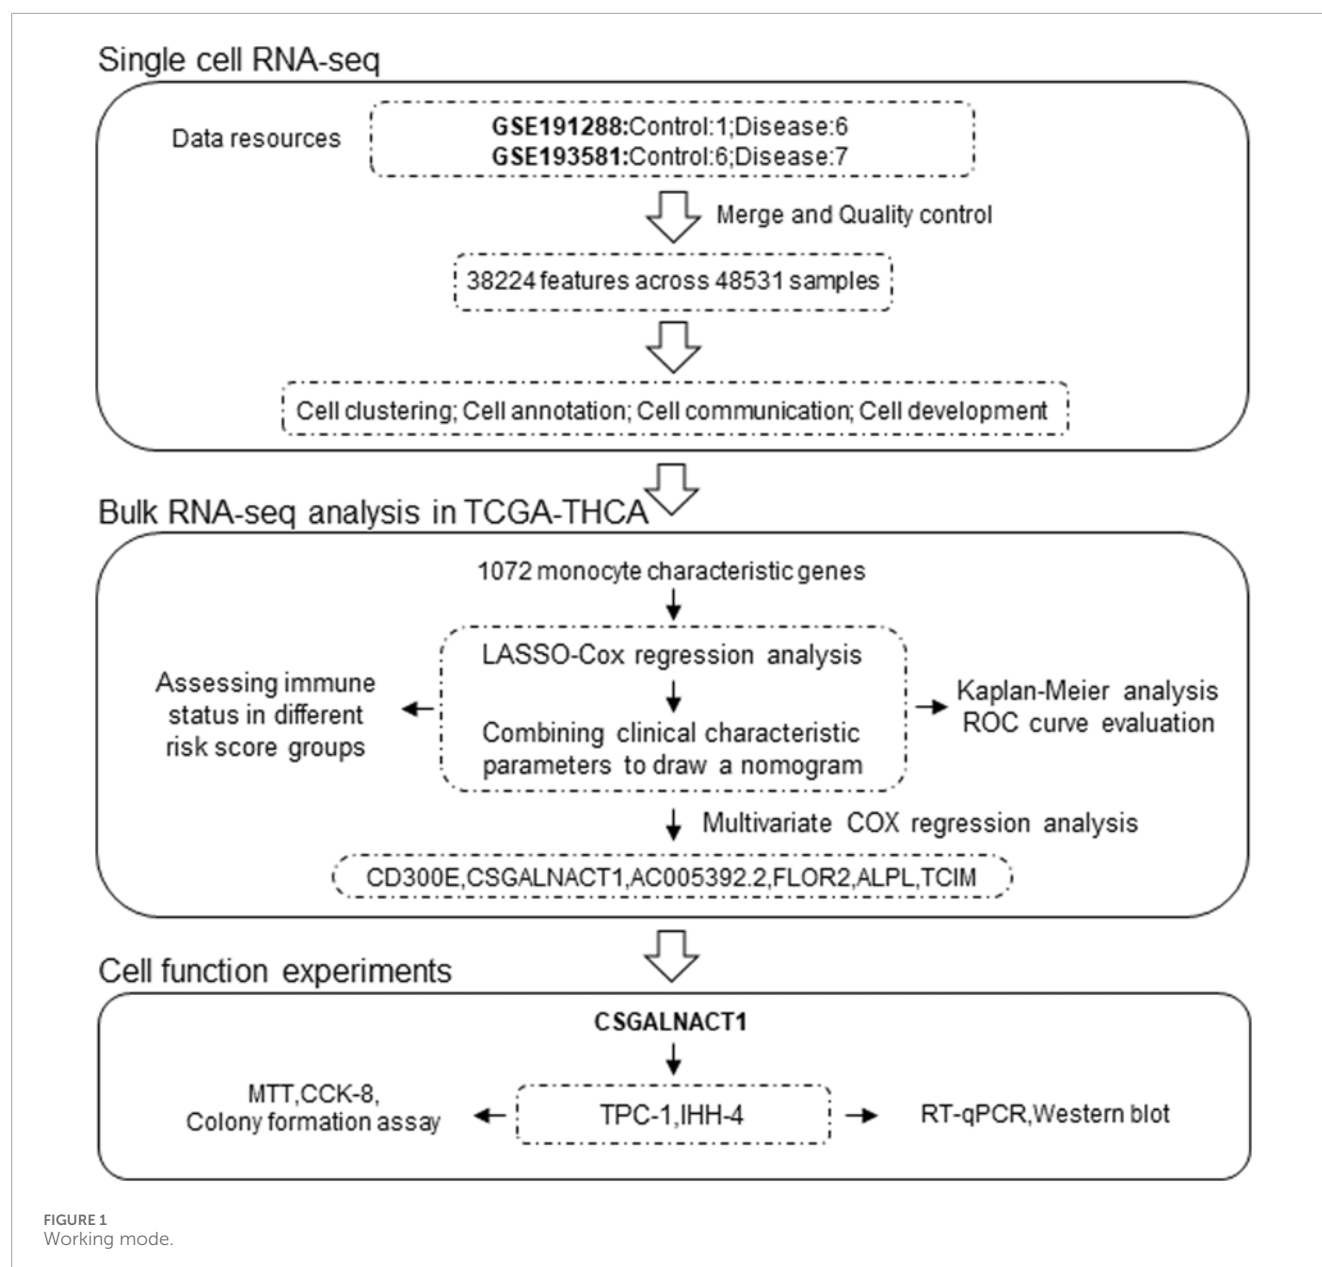 Single cell RNA-seq
Data resources
GSE191288:Control:1;Disease:6
GSE193581:Control:6;Disease:7
Merge and Quality control
38224 features across 48531 samples
Cell clustering; Cell annotation; Cell communication; Cell development
Bulk RNA-seq analysis in TCGA-THCA
1072 monocyte characteristic genes
LASSO-Cox regression analysis
Combining clinical characteristic
parameters to draw a nomogram
Assessing immune
status in different
risk score groups
Kaplan-Meier analysis
ROC curve evaluation
Multivariate COX regression analysis
CD300E,CSGALNACT1,AC005392.2,FLOR2,ALPL,TCIM
Cell function experiments
CSGALNACT1
MTT,CCK-8,
Colony formation assay
TPC-1,IHH-4
RT-qPCR,Western blot
FIGURE 1
Working mode.